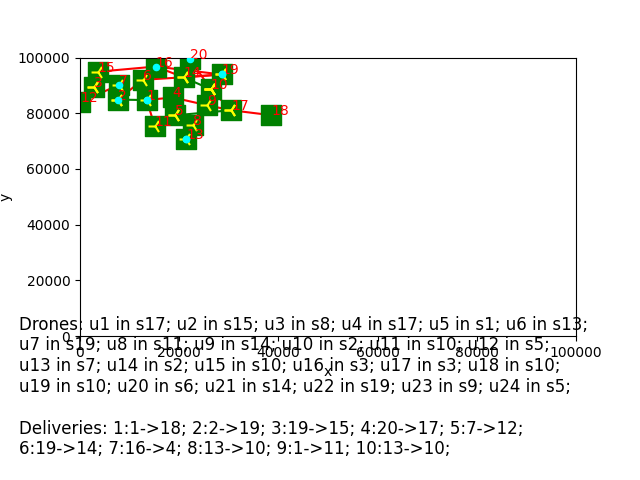 20
100000
15
16
19
80000
17
18
60000
y
40000
20000
0
Drones: u1 in s17; u2 in s15; u3 in s8; u4 in s17; u5 in s1; u6 in s13;
u7 in s19; u8 in s11; u9 in s14; u10 in s2; u11 in s10; u12 in s5;
20000 40000 60000 80000 100000
x
u13 in s7; u14 in s2; u15 in s10; u16 in s3; u17 in s3; u18 in s10;
u19 in s10; u20 in s6; u21 in s14; u22 in s19; u23 in s9; u24 in s5;
Deliveries: 1:1->18; 2:2->19; 3:19->15; 4:20->17; 5:7->12;
6:19->14; 7:16->4; 8:13->10; 9:1->11; 10:13->10;